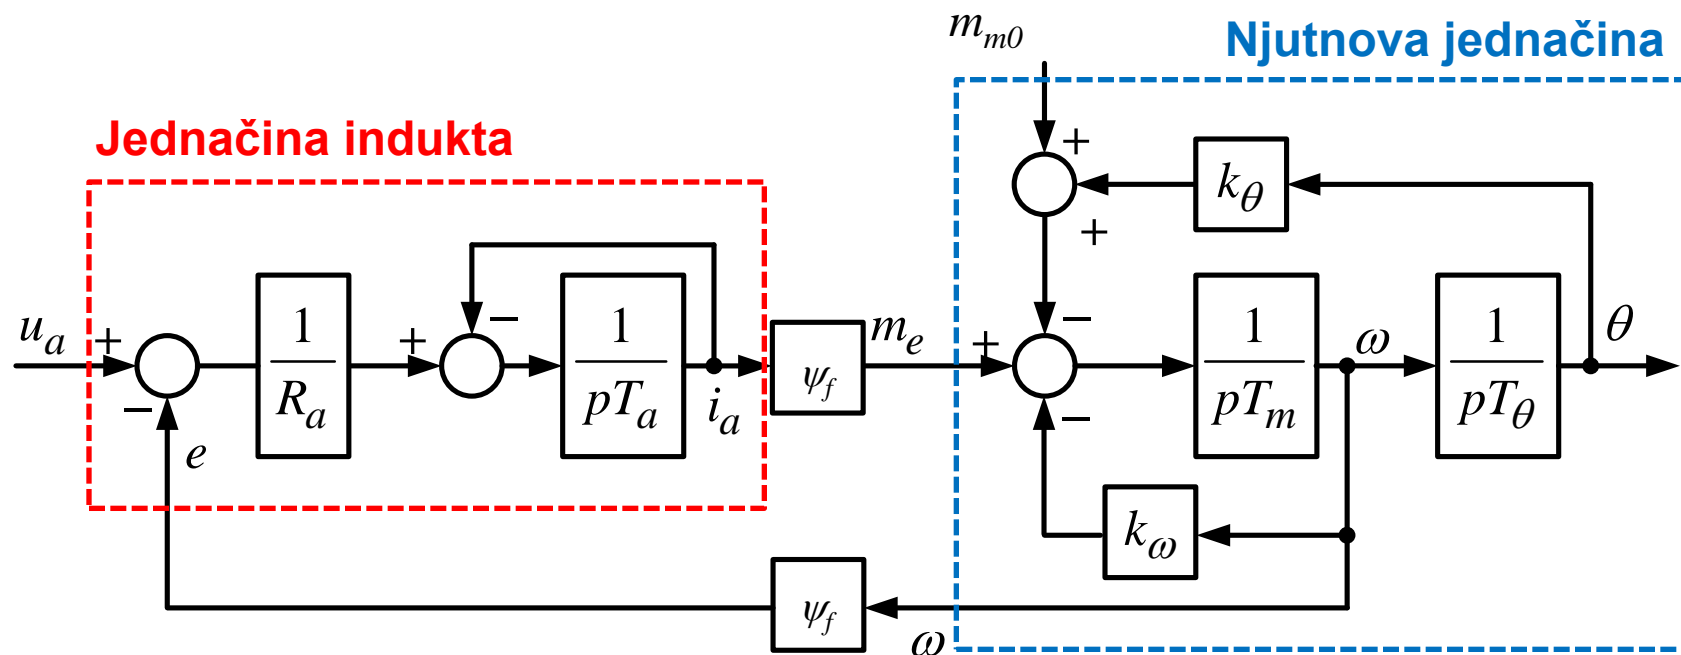 m_{m0}
Njutnova jednačina
Jednačina indukta
+
k_θ
+
u_a
+
−
e
1
R_a
+
−
1
pT_a
i_a
ψ_f
m_e
+
−
−
1
pT_m
ω
1
pT_θ
θ
k_ω
ψ_f
ω